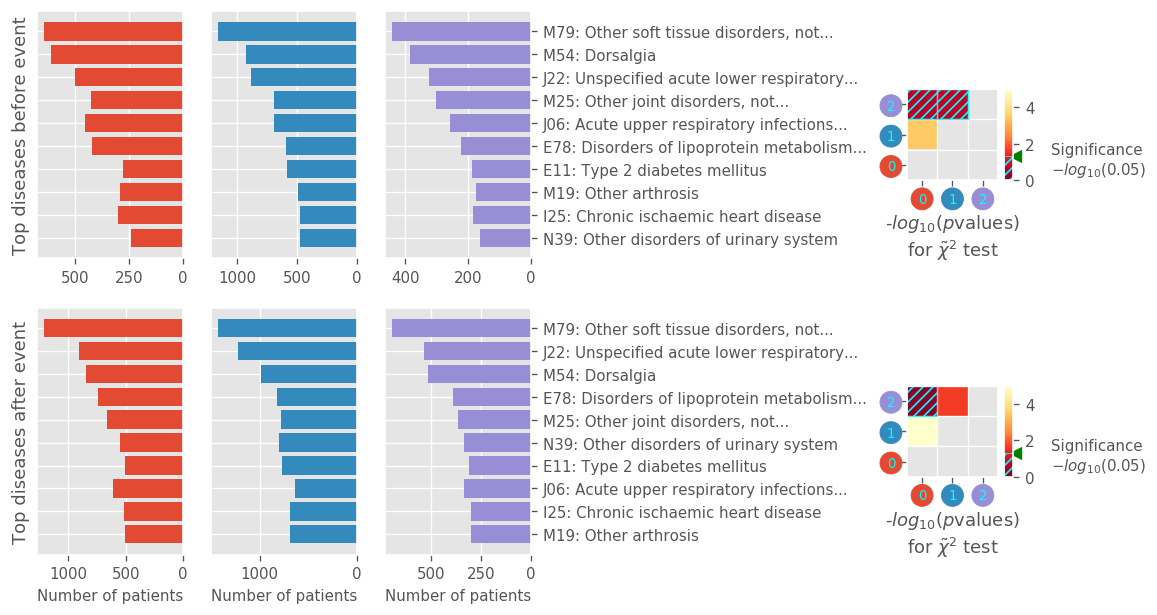 Top diseases before event
M79: Other soft tissue disorders, not...
M54: Dorsalgia
J22: Unspecified acute lower respiratory...
M25: Other joint disorders, not...
J06: Acute upper respiratory infections...
E78: Disorders of lipoprotein metabolism...
E11: Type 2 diabetes mellitus
M19: Other arthrosis
I25: Chronic ischaemic heart disease
N39: Other disorders of urinary system
500 250 0
1000 500 0
400 200 0
2
1
0
0 1 2
4
2
0
Significance
−log₁₀(0.05)
-log₁₀(pvalues)
for χ̃² test
Top diseases after event
M79: Other soft tissue disorders, not...
J22: Unspecified acute lower respiratory...
M54: Dorsalgia
E78: Disorders of lipoprotein metabolism...
M25: Other joint disorders, not...
N39: Other disorders of urinary system
E11: Type 2 diabetes mellitus
J06: Acute upper respiratory infections...
I25: Chronic ischaemic heart disease
M19: Other arthrosis
1000 500 0
1000 0
500 250 0
Number of patients
Number of patients
Number of patients
2
1
0
0 1 2
4
2
0
Significance
−log₁₀(0.05)
-log₁₀(pvalues)
for χ̃² test